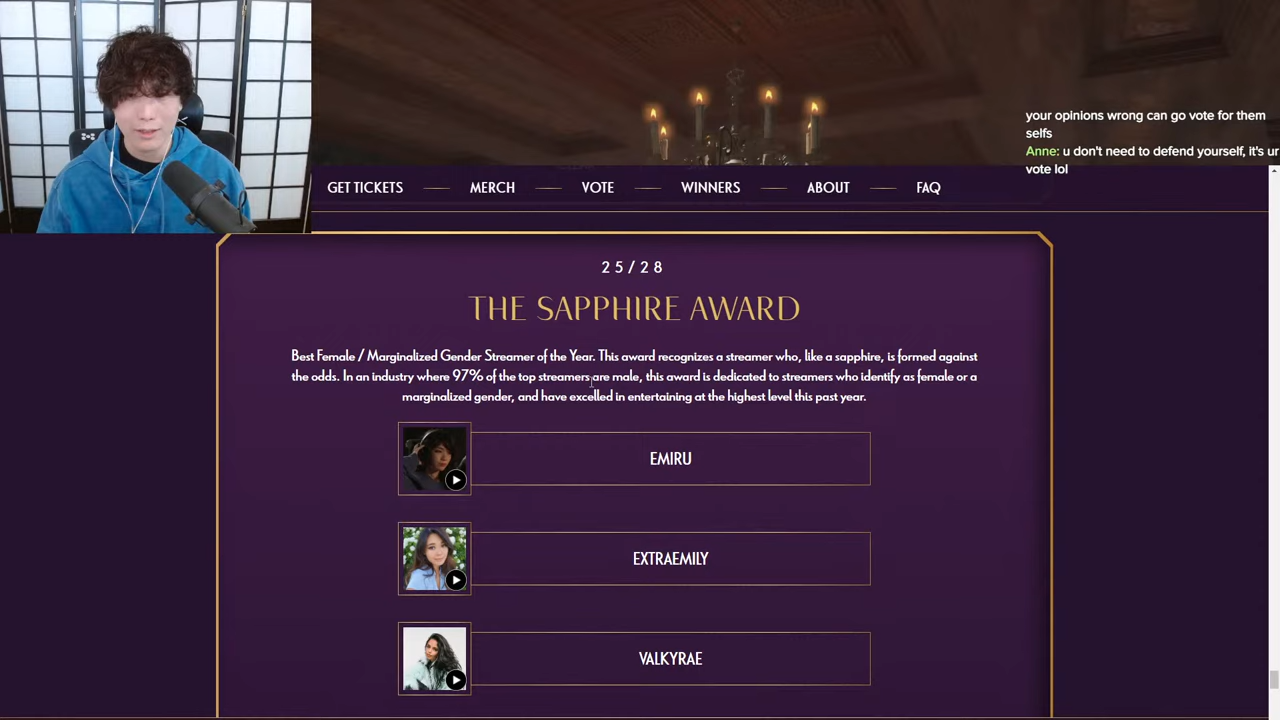 your opinions wrong can go vote for them
selfs
Anne: u don't need to defend yourself, it's ur
vote lol
GET TICKETS
MERCH
VOTE
WINNERS
ABOUT
FAQ
25/28
THE SAPPHIRE AWARD
Best Female / Marginalized Gender Streamer of the Year. This award recognizes a streamer who, like a sapphire, is formed against
the odds. In an industry where 97% of the top streamers are male, this award is dedicated to streamers who identify as female or a
marginalized gender, and have excelled in entertaining at the highest level this past year.
EMIRU
EXTRAEMILY
VALKYRAE